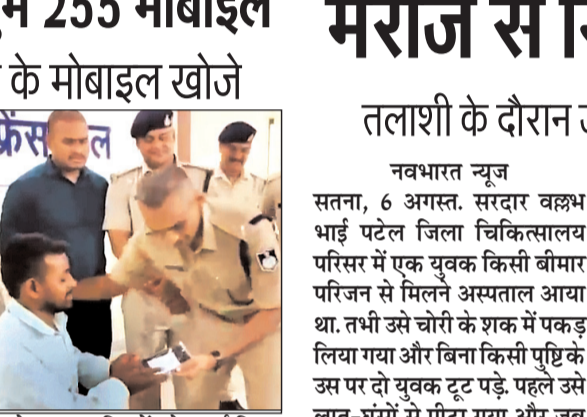 255 मोबाइल
के मोबाइल खोजे
फ्रेंस
ल
मरीज से
तलाशी के दौरान
नवभारत न्यूज
सतना, 6 अगस्त. सरदार वल्लभ
भाई पटेल जिला चिकित्सालय
परिसर में एक युवक किसी बीमार
परिजन से मिलने अस्पताल आया
था. तभी उसे चोरी के शक में पकड़
लिया गया और बिना किसी पुष्टि के
उस पर दो युवक टूट पड़े. पहले उसे